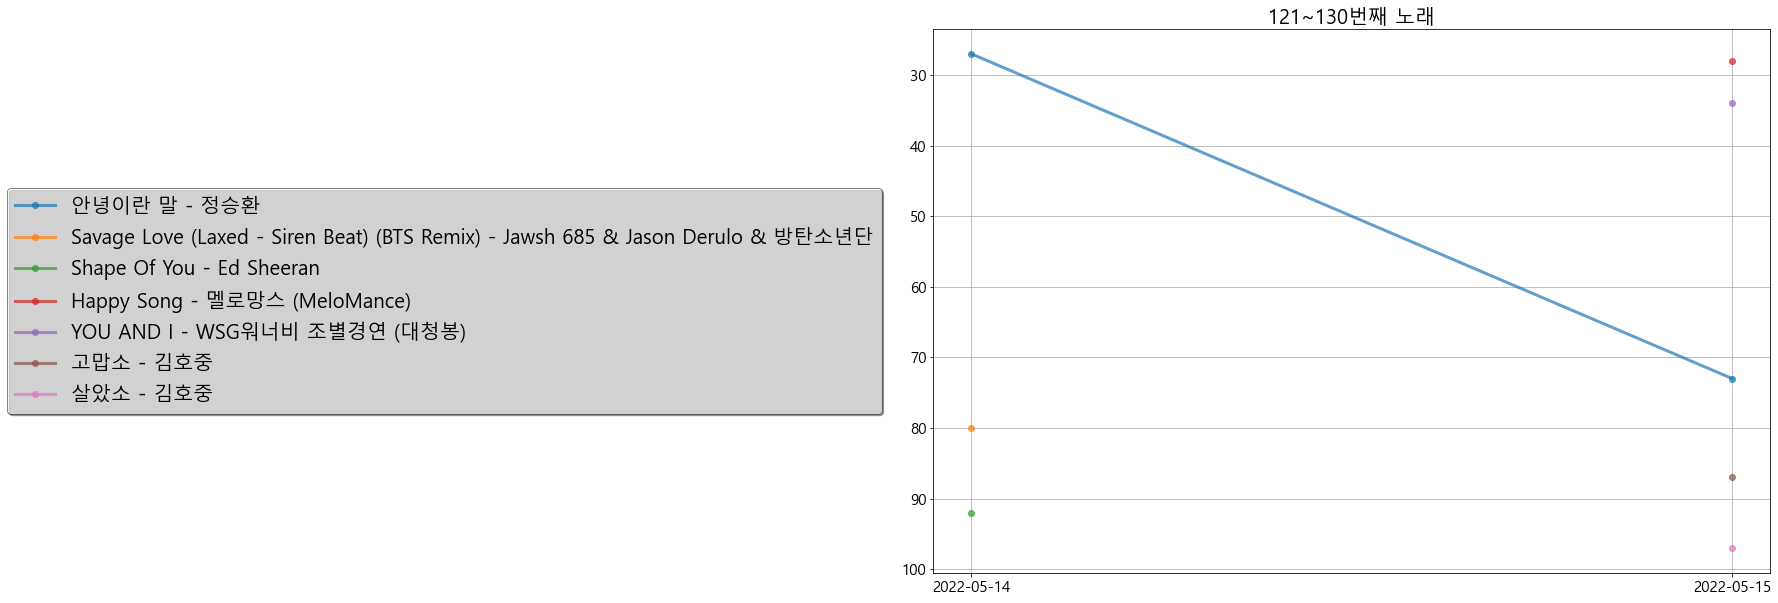 121~130번째 노래
안녕이란 말 - 정승환
Savage Love (Laxed - Siren Beat) (BTS Remix) - Jawsh 685 & Jason Derulo & 방탄소년단
Shape Of You - Ed Sheeran
Happy Song - 멜로망스 (MeloMance)
YOU AND I - WSG워너비 조별경연 (대청봉)
고맙소 - 김호중
살았소 - 김호중
30
40
50
60
70
80
90
100
2022-05-14
2022-05-15